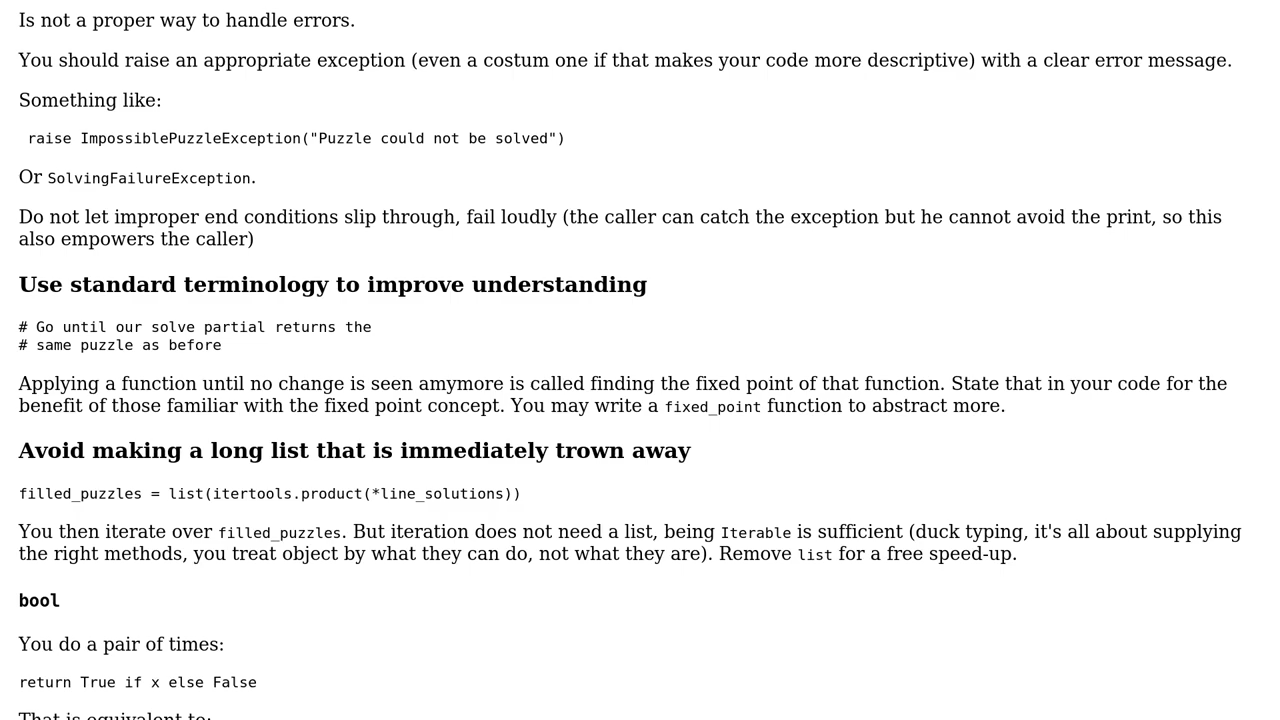 Is not a proper way to handle errors.
You should raise an appropriate exception (even a costum one if that makes your code more descriptive) with a clear error message.
Something like:
raise ImpossiblePuzzleException("Puzzle could not be solved")
Or SolvingFailureException.
Do not let improper end conditions slip through, fail loudly (the caller can catch the exception but he cannot avoid the print, so this
also empowers the caller)
Use standard terminology to improve understanding
# Go until our solve partial returns the
# same puzzle as before
Applying a function until no change is seen amymore is called finding the fixed point of that function. State that in your code for the
benefit of those familiar with the fixed point concept. You may write a fixed_point function to abstract more.
Avoid making a long list that is immediately trown away
filled_puzzles = list(itertools.product(*line_solutions))
You then iterate over filled_puzzles. But iteration does not need a list, being Iterable is sufficient (duck typing, it's all about supplying
the right methods, you treat object by what they can do, not what they are). Remove list for a free speed-up.
bool
You do a pair of times:
return True if x else False
That is equivalent to: